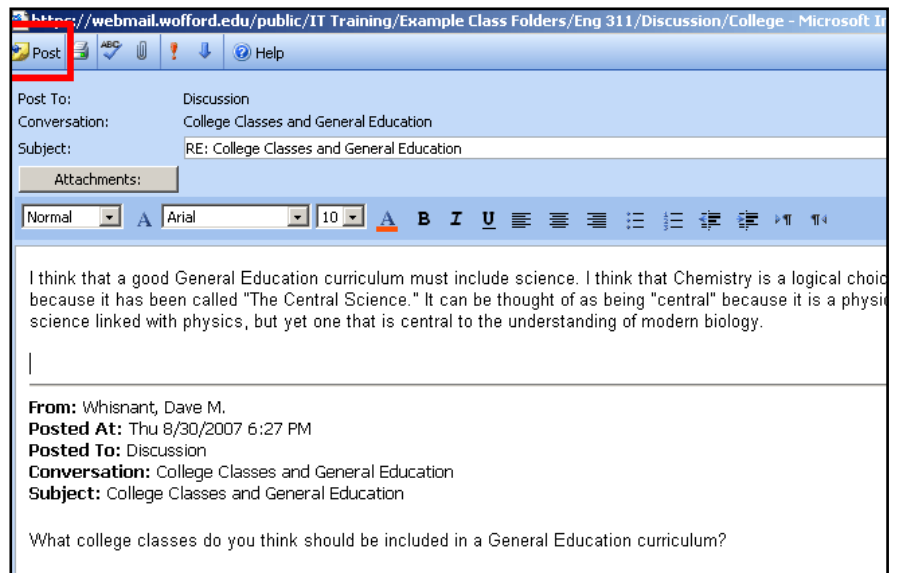 https://webmail.wofford.edu/public/IT Training/Example Class Folders/Eng 311/Discussion/College - Microsoft
Post ABC Help
Post To: Discussion
Conversation: College Classes and General Education
Subject: RE: College Classes and General Education
Attachments:
Normal A Arial 10 A B I U
I think that a good General Education curriculum must include science. I think that Chemistry is a logical
because it has been called "The Central Science." It can be thought of as being "central" because it is a
science linked with physics, but yet one that is central to the understanding of modern biology.
From: Whisnant, Dave M.
Posted At: Thu 8/30/2007 6:27 PM
Posted To: Discussion
Conversation: College Classes and General Education
Subject: College Classes and General Education
What college classes do you think should be included in a General Education curriculum?